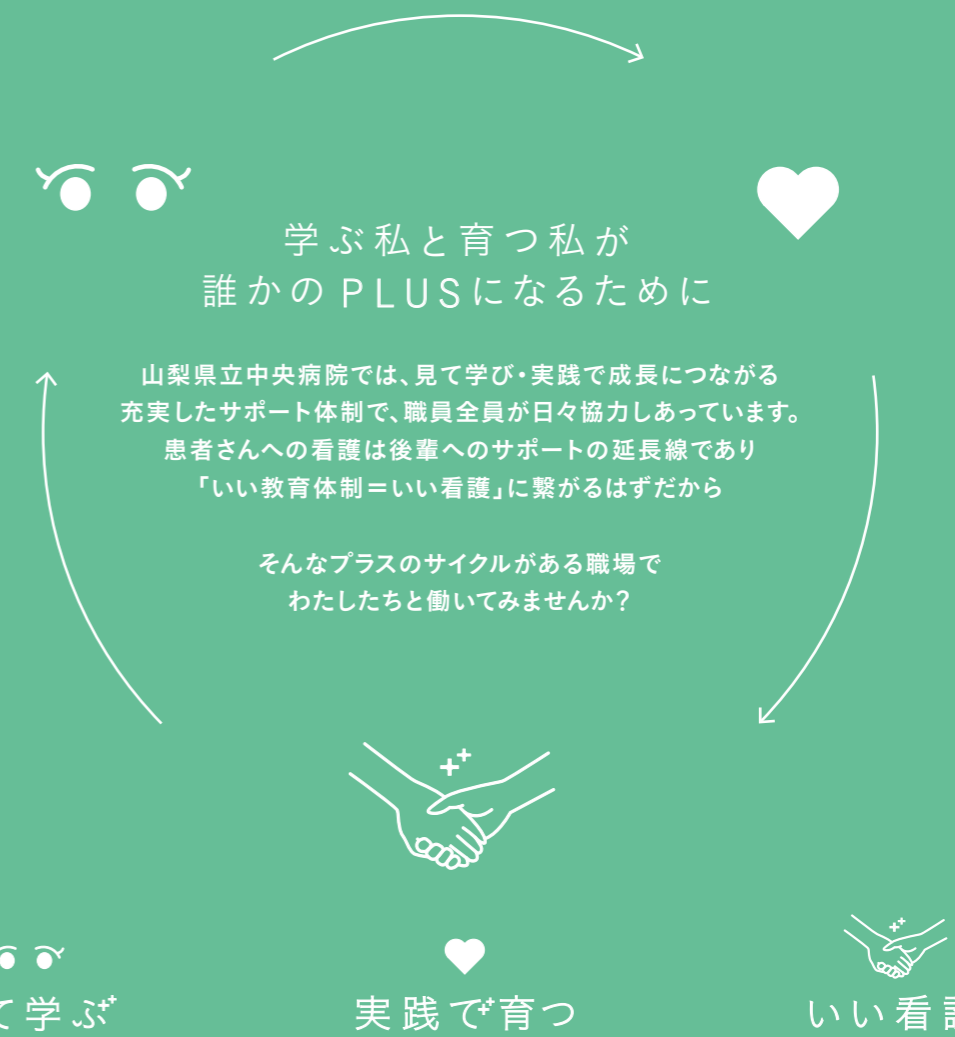 学ぶ私と育つ私が
誰かのPLUSになるために
山梨県立中央病院では、見て学び・実践で成長につながる
充実したサポート体制で、職員全員が日々協力しあっています。
患者さんへの看護は後輩へのサポートの延長線であり
「いい教育体制＝いい看護」に繋がるはずだから
そんなプラスのサイクルがある職場で
わたしたちと働いてみませんか？
て学ぶ
実践で育つ
いい看